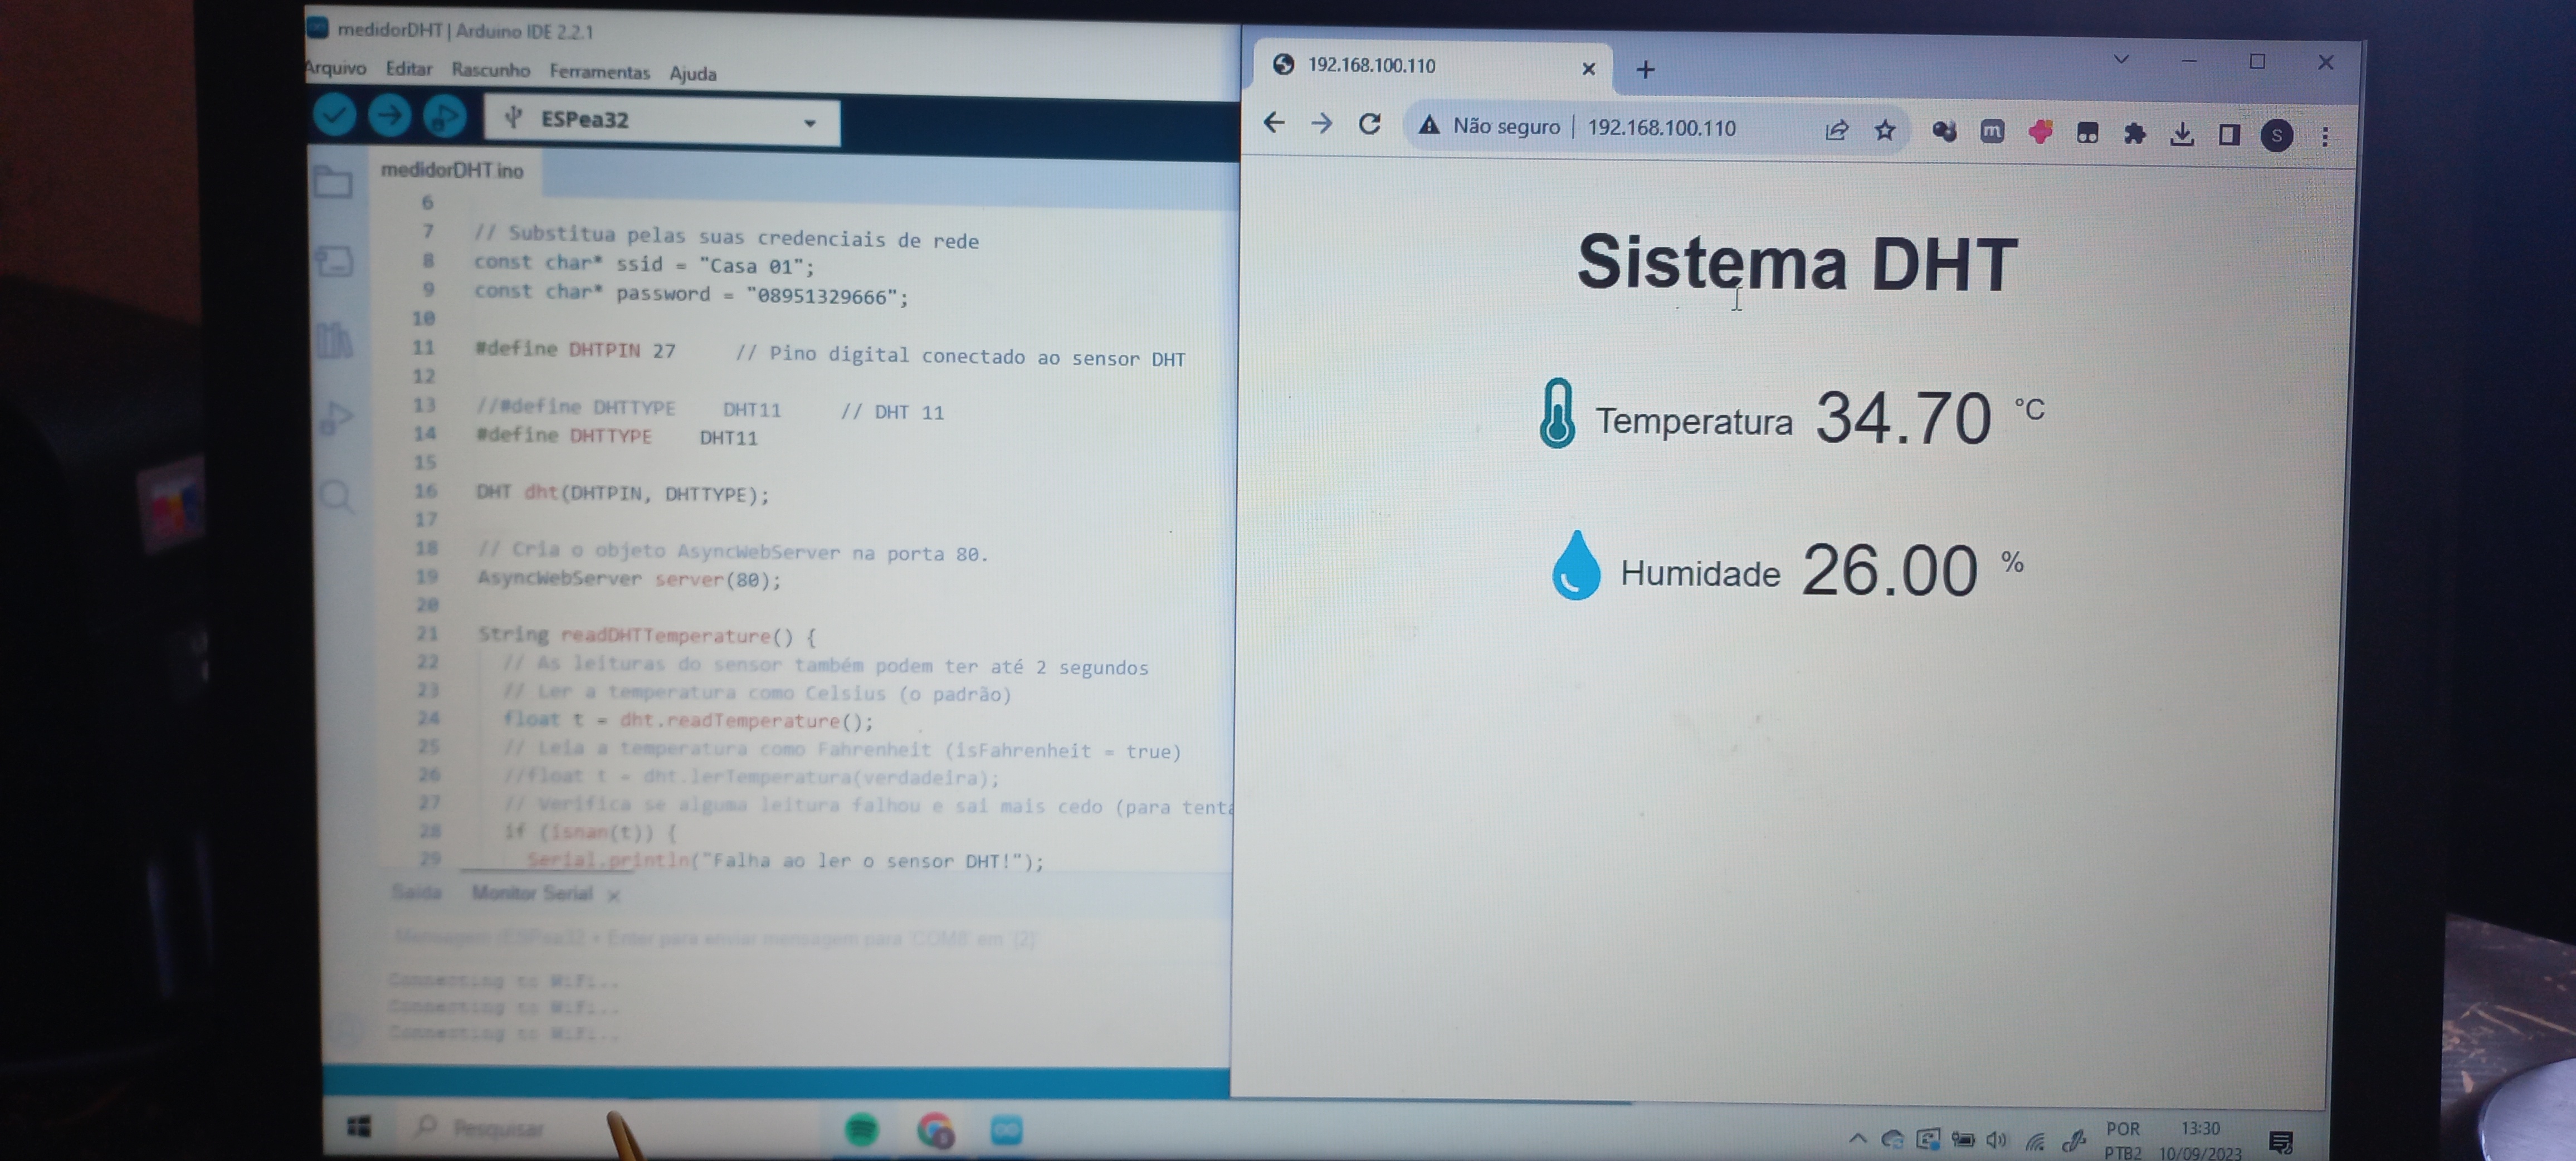 medidorDHT | Arduino IDE 2.2.1
Arquivo Editar Rascunho Ferramentas Ajuda
ESPea32
medidorDHT.ino
6
7 // Substitua pelas suas credenciais de rede
8 const char* ssid = "Casa 01";
9 const char* password = "08951329666";
10
11 #define DHTPIN 27 // Pino digital conectado ao sensor DHT
12
13 //#define DHTTYPE DHT11 // DHT 11
14 #define DHTTYPE DHT11
15
16 DHT dht(DHTPIN, DHTTYPE);
17
18 // Cria o objeto AsyncWebServer na porta 80.
19 AsyncWebServer server(80);
20
21 String readDHTTemperature() {
22 // As leituras do sensor também podem ter até 2 segundos
23 // Ler a temperatura como Celsius (o padrão)
24 float t = dht.readTemperature();
25 // Leia a temperatura como Fahrenheit (isFahrenheit = true)
26 //float t = dht.lerTemperatura(verdadeira);
27 // Verifica se alguma leitura falhou e sai mais cedo (para tenta
28 if (isnan(t)) {
29 Serial.println("Falha ao ler o sensor DHT!");
Saída Monitor Serial
Mensagem (ESPea32 + Enter para enviar mensagem para 'COM8' em '{2}'
Connecting to WiFi...
Connecting to WiFi...
Connecting to WiFi...
Pesquisar
192.168.100.110
Não seguro | 192.168.100.110
m
S
Sistema DHT
Temperatura 34.70 °C
Humidade 26.00 %
POR
PTB2
13:30
10/09/2023